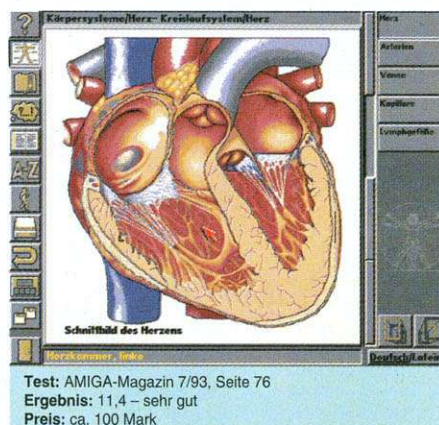 Körpersysteme/Herz- Kreislaufsystem/Herz
Herz
Arterien
Venen
Kapillare
Lymphgefäße
?
A-Z
Schnittbild des Herzens
Herzkammer, linke
Deutsch/Latein
Test: AMIGA-Magazin 7/93, Seite 76
Ergebnis: 11,4 – sehr gut
Preis: ca. 100 Mark